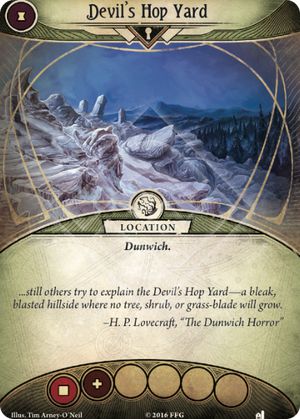 Devil's Hop Yard
LOCATION
Dunwich.
...still others try to explain the Devil's Hop Yard—a bleak,
blasted hillside where no tree, shrub, or grass-blade will grow.
–H. P. Lovecraft, “The Dunwich Horror”
Illus. Tim Arney-O'Neil
© 2016 FFG